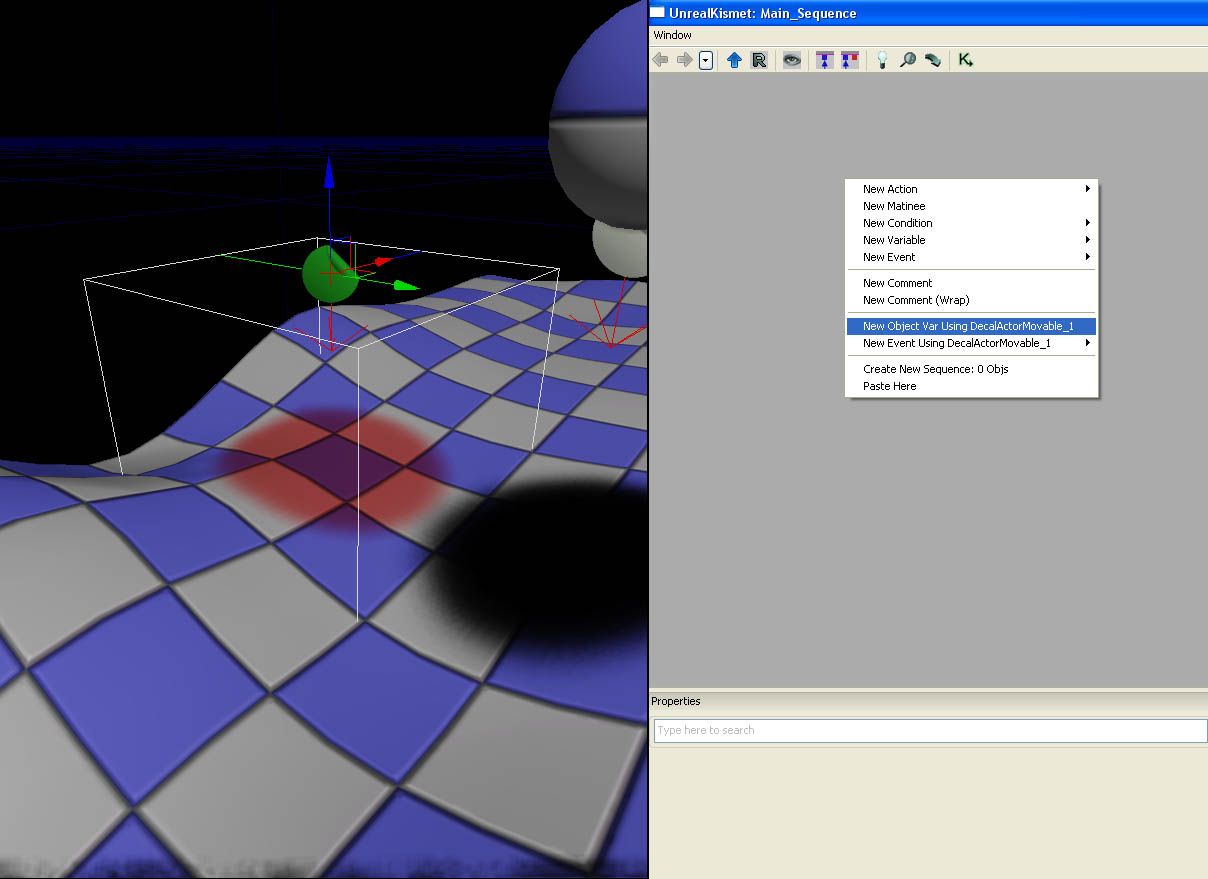 UnrealKismet: Main_Sequence
Window
R
K
New Action
New Matinee
New Condition
New Variable
New Event
New Comment
New Comment (Wrap)
New Object Var Using DecalActorMovable_1
New Event Using DecalActorMovable_1
Create New Sequence: 0 Objs
Paste Here
Properties
Type here to search